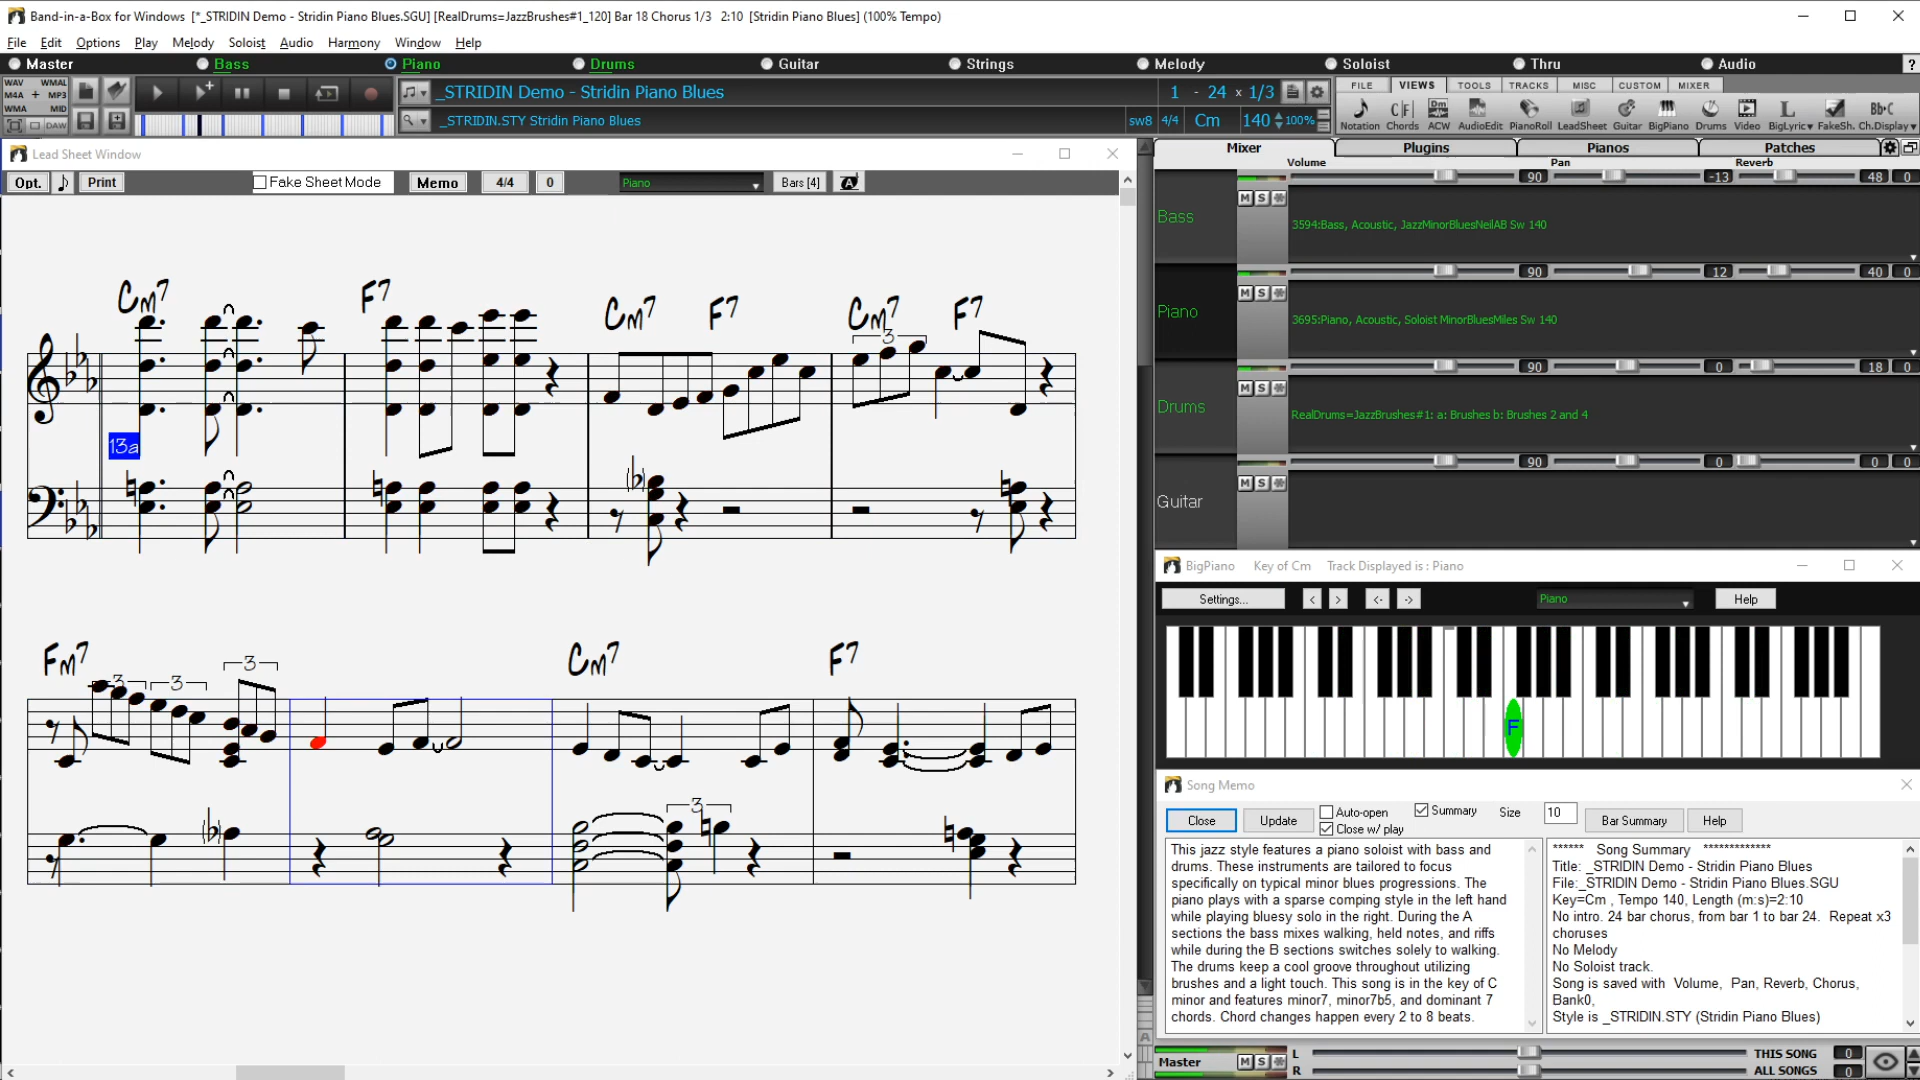 Band-in-a-Box for Windows [*_STRIDIN Demo - Stridin Piano Blues.SGU] [RealDrums=JazzBrushes#1_120] Bar 18 Chorus 1/3 2:10 [Stridin Piano Blues] (100% Tempo)
File Edit Options Play Melody Soloist Audio Harmony Window Help
Master Bass Piano Drums Guitar Strings Melody Soloist Thru Audio ?
WAV WMAL
M4A + MP3
WMA MID
DAW
_STRIDIN Demo - Stridin Piano Blues
1 - 24 x 1/3
_STRIDIN.STY Stridin Piano Blues
sw8 4/4 Cm 140 100%
FILE VIEWS TOOLS TRACKS MISC CUSTOM MIXER
Notation Chords ACW AudioEdit PianoRoll LeadSheet Guitar BigPiano Drums Video BigLyric FakeSh. Ch.Display
Lead Sheet Window
Opt. Print Fake Sheet Mode Memo 4/4 0 Piano Bars [4] A
Cm7 F7 Cm7 F7 Cm7 F7
3
13a
Fm7 Cm7 F7
3 3 3
3
Mixer Plugins Pianos Patches
Volume Pan Reverb
90 -13 48 0
Bass
M S
3594:Bass, Acoustic, JazzMinorBluesNeilAB Sw 140
90 12 40 0
Piano
M S
3695:Piano, Acoustic, Soloist MinorBluesMiles Sw 140
90 0 18 0
Drums
M S
RealDrums=JazzBrushes#1: a: Brushes b: Brushes 2 and 4
90 0 0 0
Guitar
M S
BigPiano Key of Cm Track Displayed is : Piano
Settings... < > <- -> Piano Help
F
Song Memo
Close Update Auto-open Close w/ play Summary Size 10 Bar Summary Help
This jazz style features a piano soloist with bass and
drums. These instruments are tailored to focus
specifically on typical minor blues progressions. The
piano plays with a sparse comping style in the left hand
while playing bluesy solo in the right. During the A
sections the bass mixes walking, held notes, and riffs
while during the B sections switches solely to walking.
The drums keep a cool groove throughout utilizing
brushes and a light touch. This song is in the key of C
minor and features minor7, minor7b5, and dominant 7
chords. Chord changes happen every 2 to 8 beats.
****** Song Summary *************
Title: _STRIDIN Demo - Stridin Piano Blues
File:_STRIDIN Demo - Stridin Piano Blues.SGU
Key=Cm , Tempo 140, Length (m:s)=2:10
No intro. 24 bar chorus, from bar 1 to bar 24. Repeat x3
choruses
No Melody
No Soloist track.
Song is saved with Volume, Pan, Reverb, Chorus,
Bank0,
Style is _STRIDIN.STY (Stridin Piano Blues)
Master M S L THIS SONG 0
R ALL SONGS 0